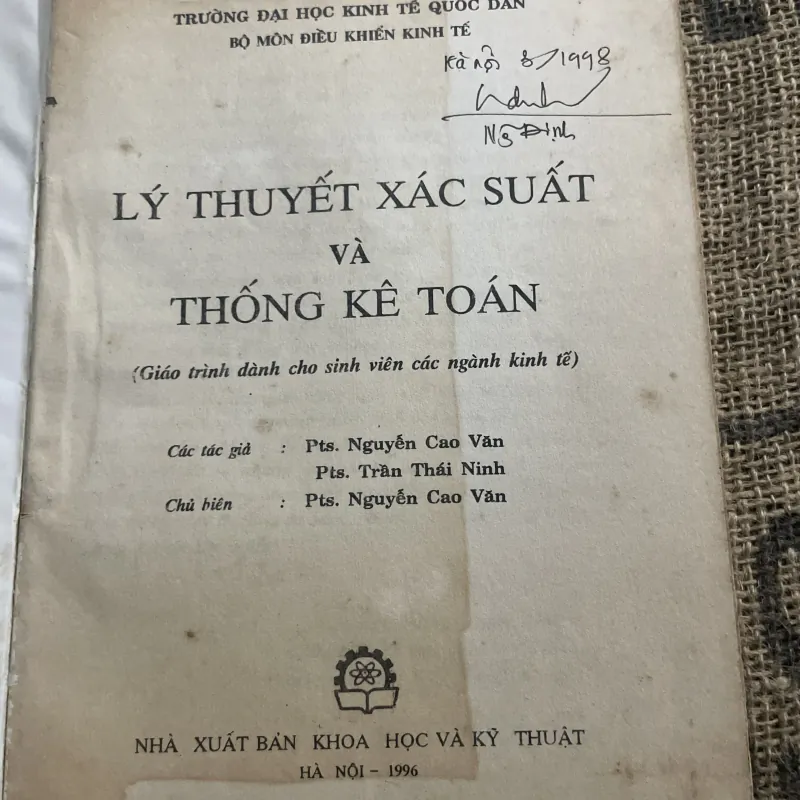 TRƯỜNG ĐẠI HỌC KINH TẾ QUỐC DÂN
BỘ MÔN ĐIỀU KHIỂN KINH TẾ
Hà nội 8/1998
LÝ THUYẾT XÁC SUẤT
VÀ
THỐNG KÊ TOÁN
(Giáo trình dành cho sinh viên các ngành kinh tế)
Các tác giả : Pts. Nguyễn Cao Văn
Pts. Trần Thái Ninh
Chủ biên : Pts. Nguyễn Cao Văn
NHÀ XUẤT BẢN KHOA HỌC VÀ KỸ THUẬT
HÀ NỘI – 1996